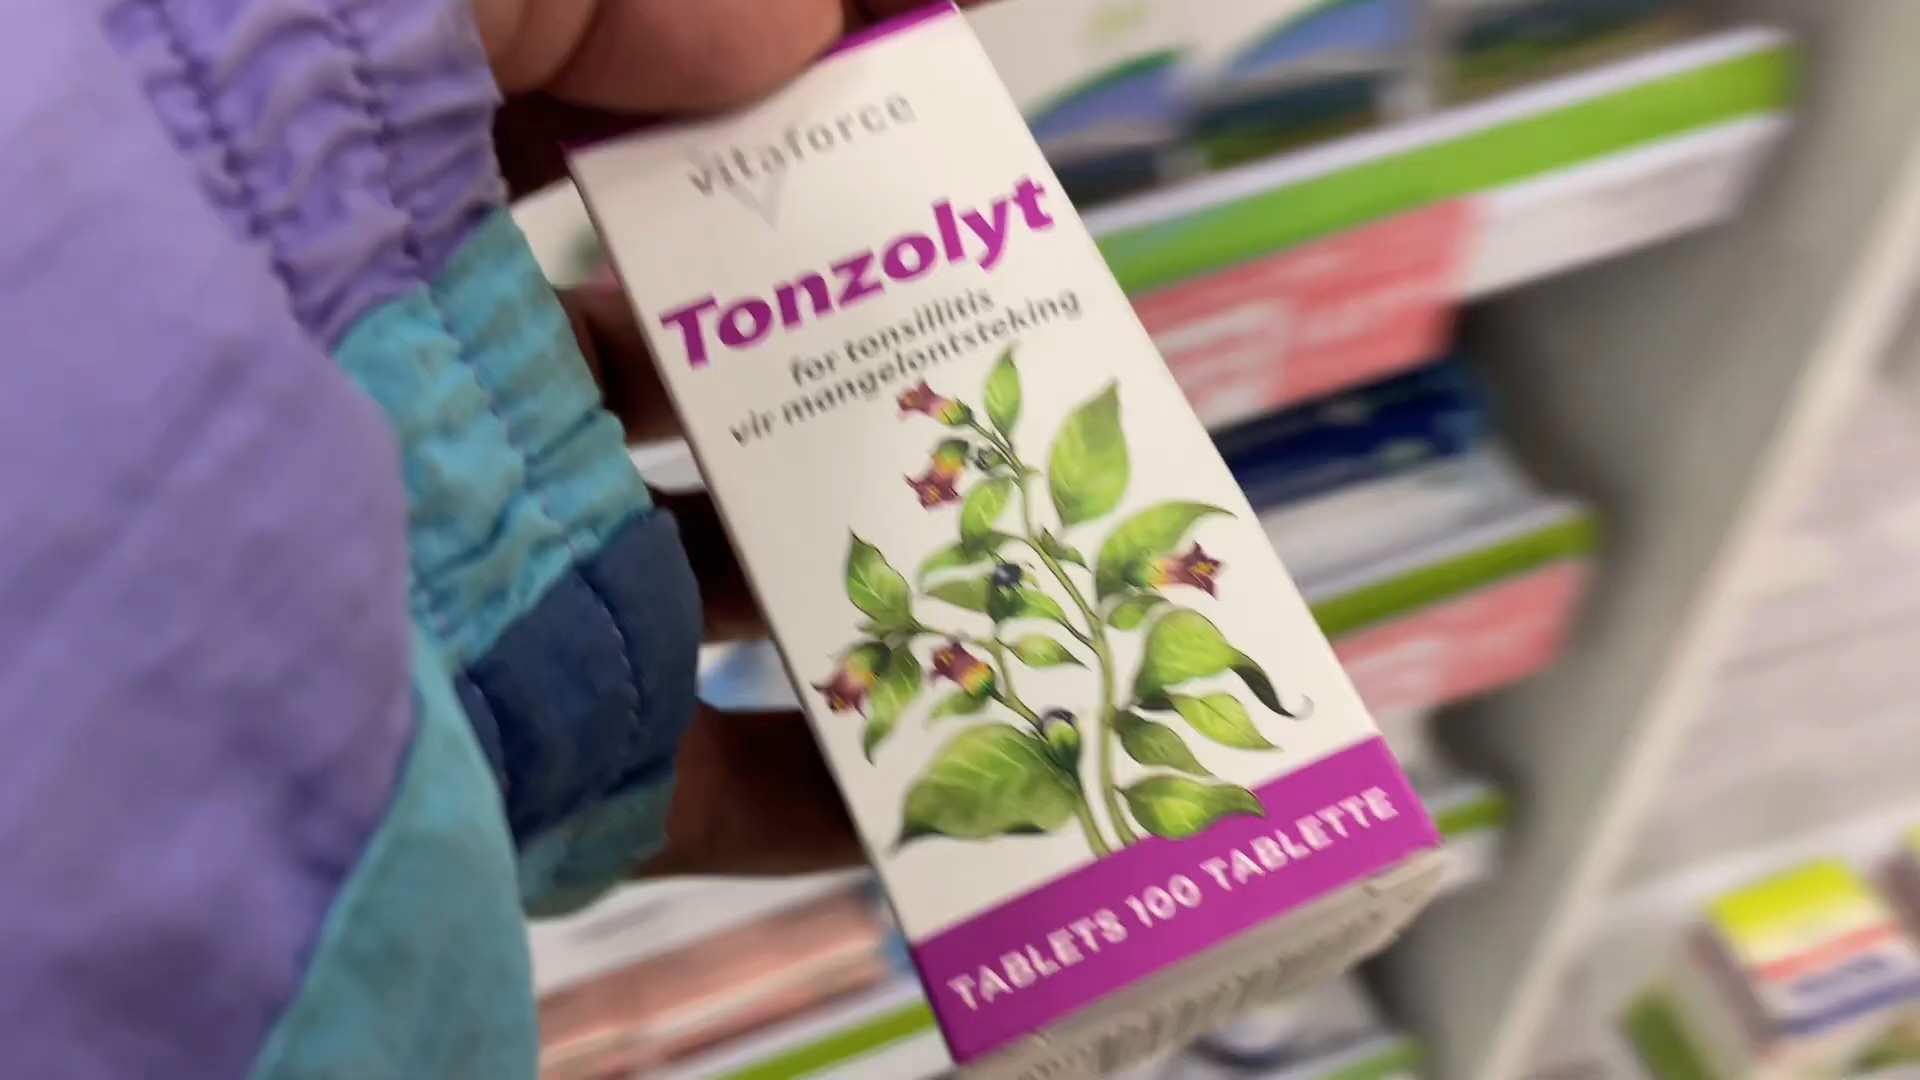 vitaforce
Tonzolyt
for tonsillitis
vir mangelontsteking
TABLETS 100 TABLETTE